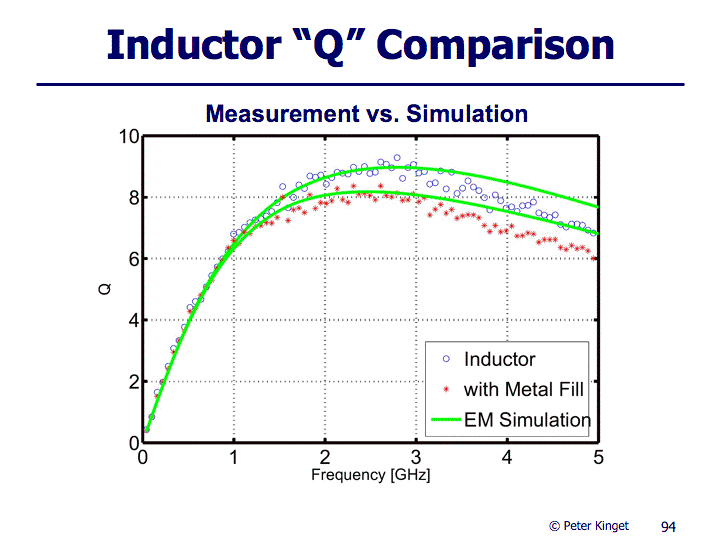 Inductor “Q” Comparison
Measurement vs. Simulation
10
8
6
4
2
0
Q
Inductor
with Metal Fill
EM Simulation
0 1 2 3 4 5
Frequency [GHz]
© Peter Kinget 94